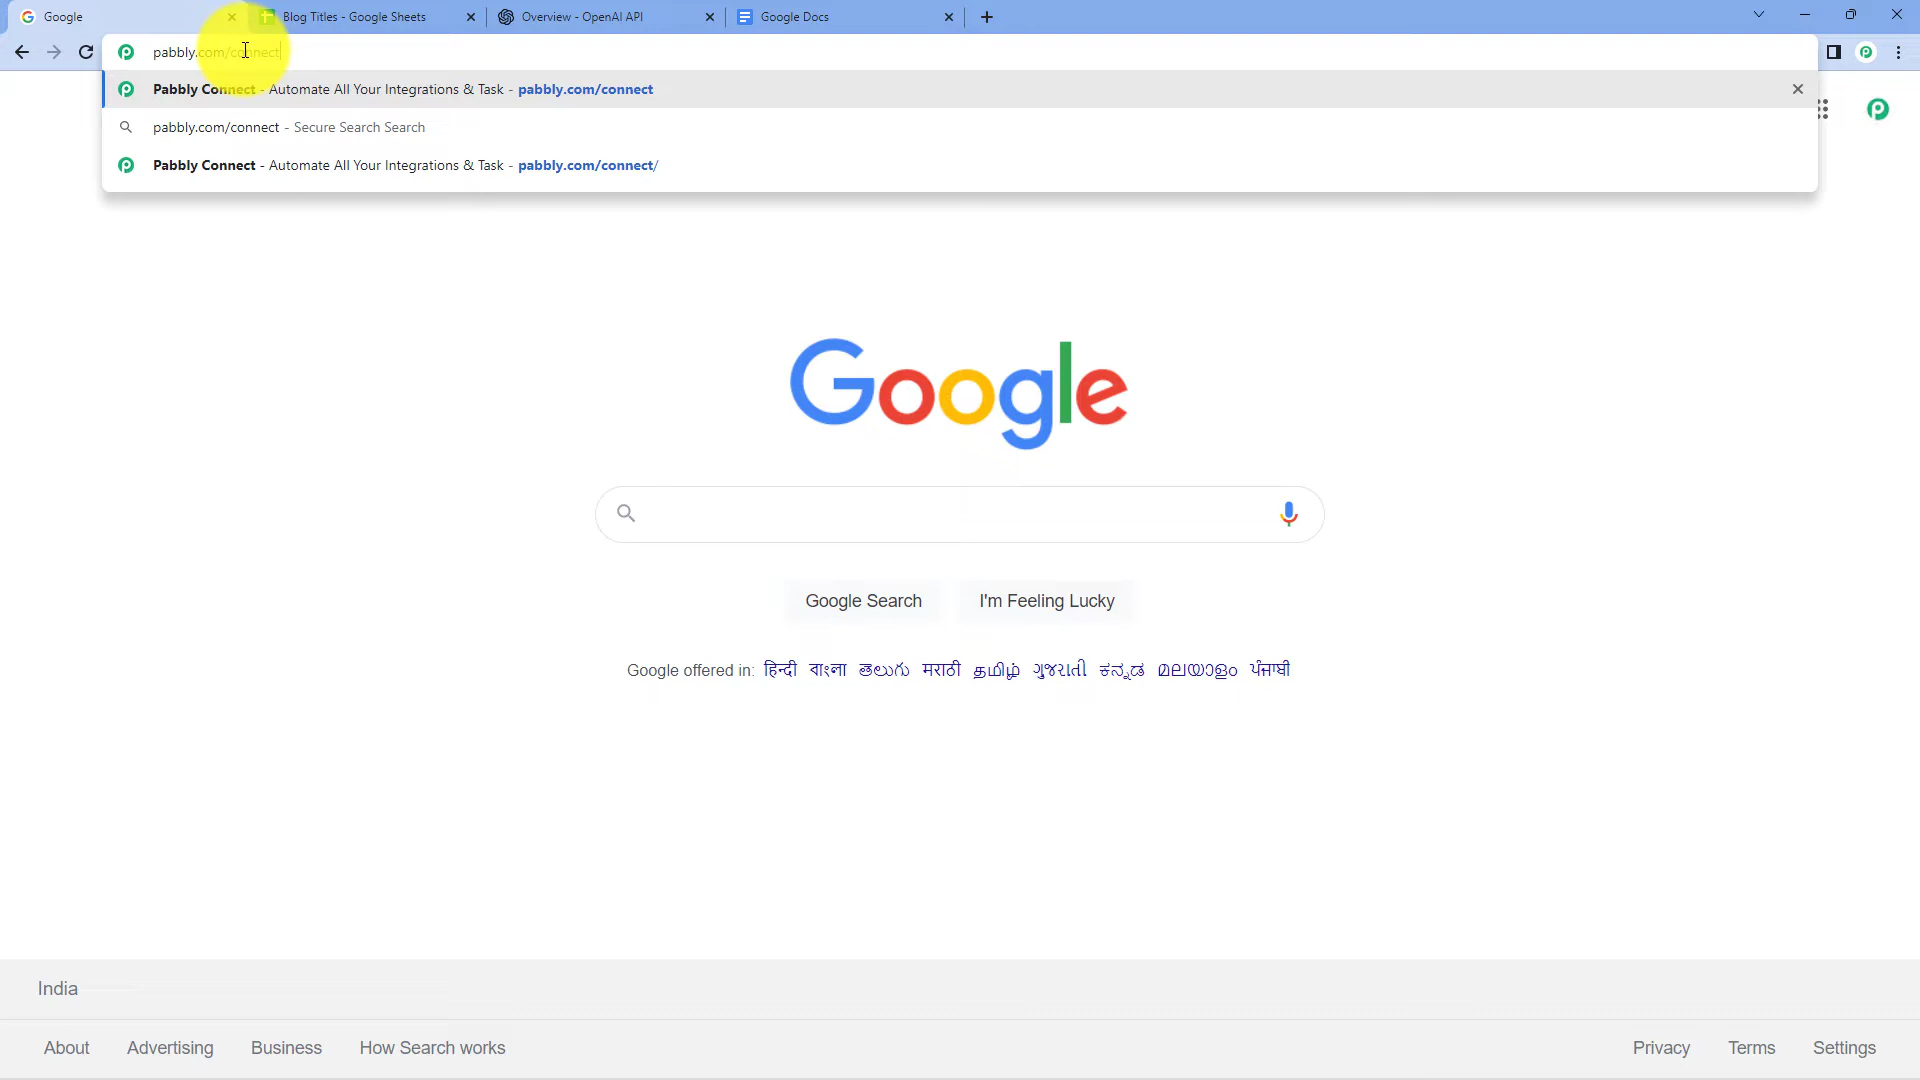 Google
Blog Titles - Google Sheets
Overview - OpenAI API
Google Docs
pabbly.com/connect
Pabbly Connect - Automate All Your Integrations & Task - pabbly.com/connect
pabbly.com/connect - Secure Search Search
Pabbly Connect - Automate All Your Integrations & Task - pabbly.com/connect/
Google
Google Search
I'm Feeling Lucky
Google offered in: हिन्दी বাংলা తెలుగు मराठी தமிழ் ગુજરાતી ಕನ್ನಡ മലയാളം ਪੰਜਾਬੀ
India
About Advertising Business How Search works
Privacy Terms Settings